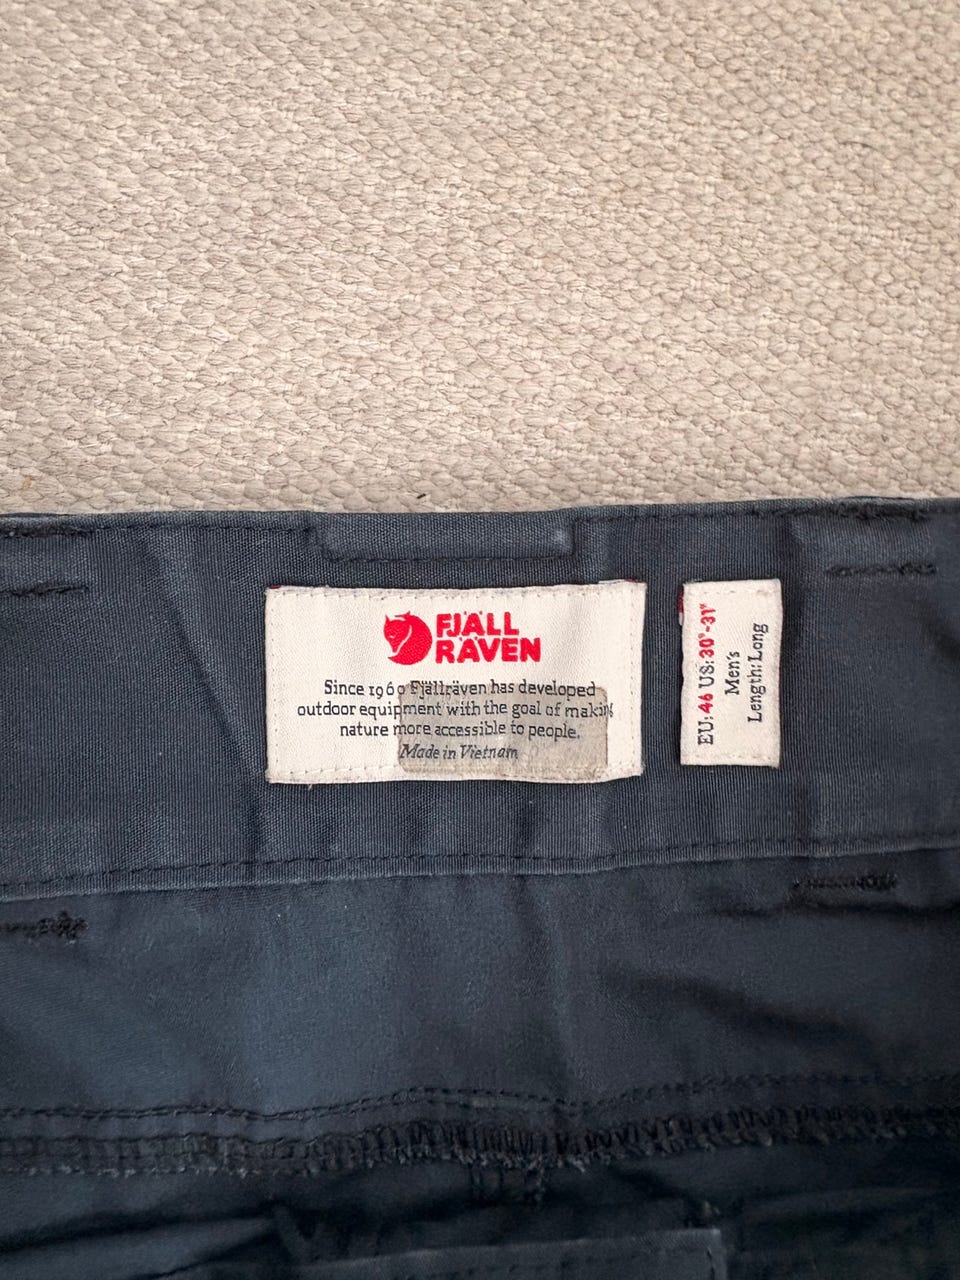 FJÄLL
RÄVEN
Since 1960 Fjällräven has developed
outdoor equipment with the goal of making
nature more accessible to people.
Made in Vietnam
EU: 46 US: 30"-31"
Men's
Length: Long